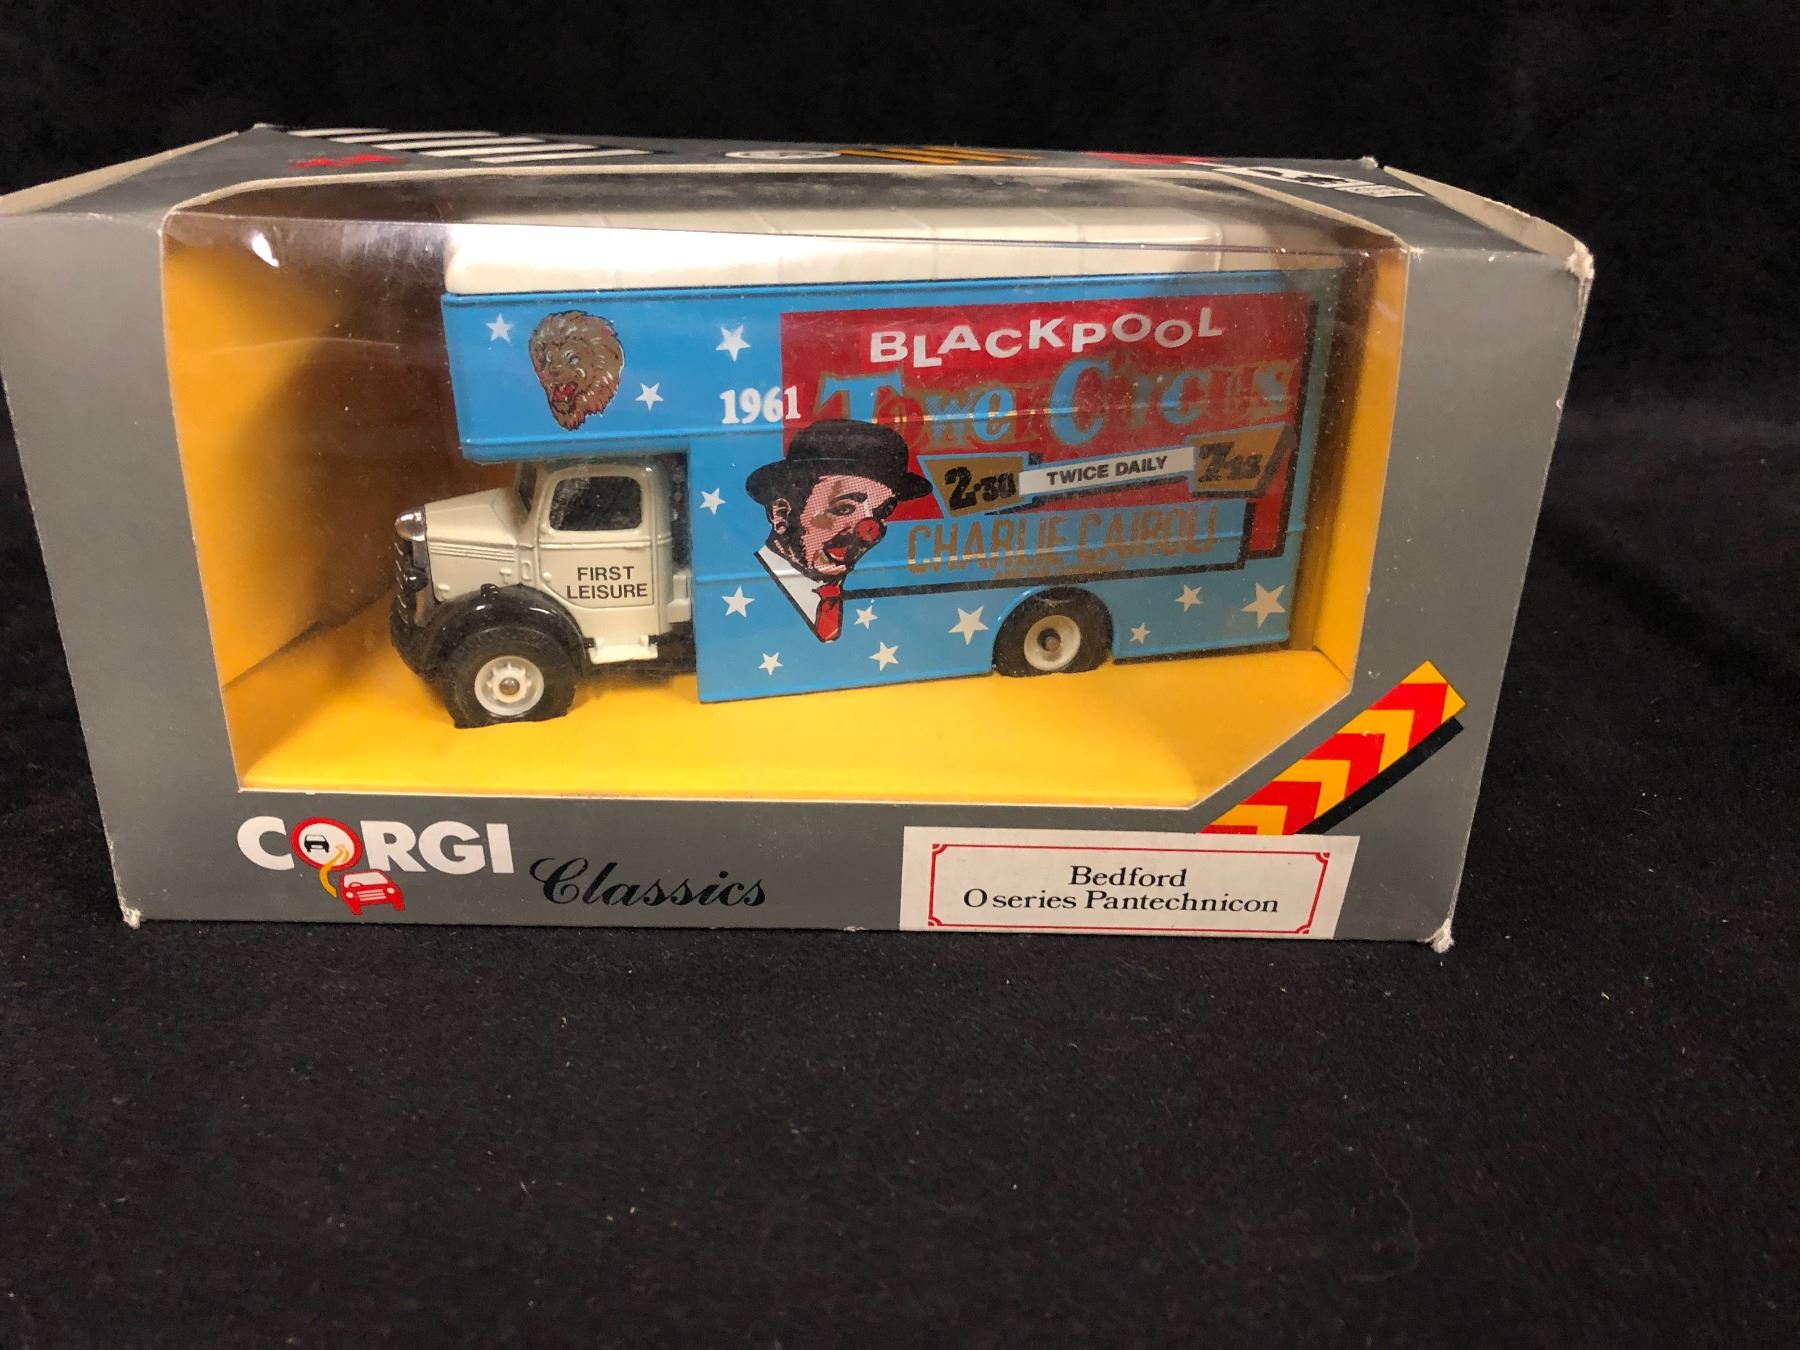 BLACKPOOL
1961
Tower Circus
2.30 TWICE DAILY 7.15
CHARLIE CAIROLI
FIRST
LEISURE
CORGI
Classics
Bedford
O series Pantechnicon